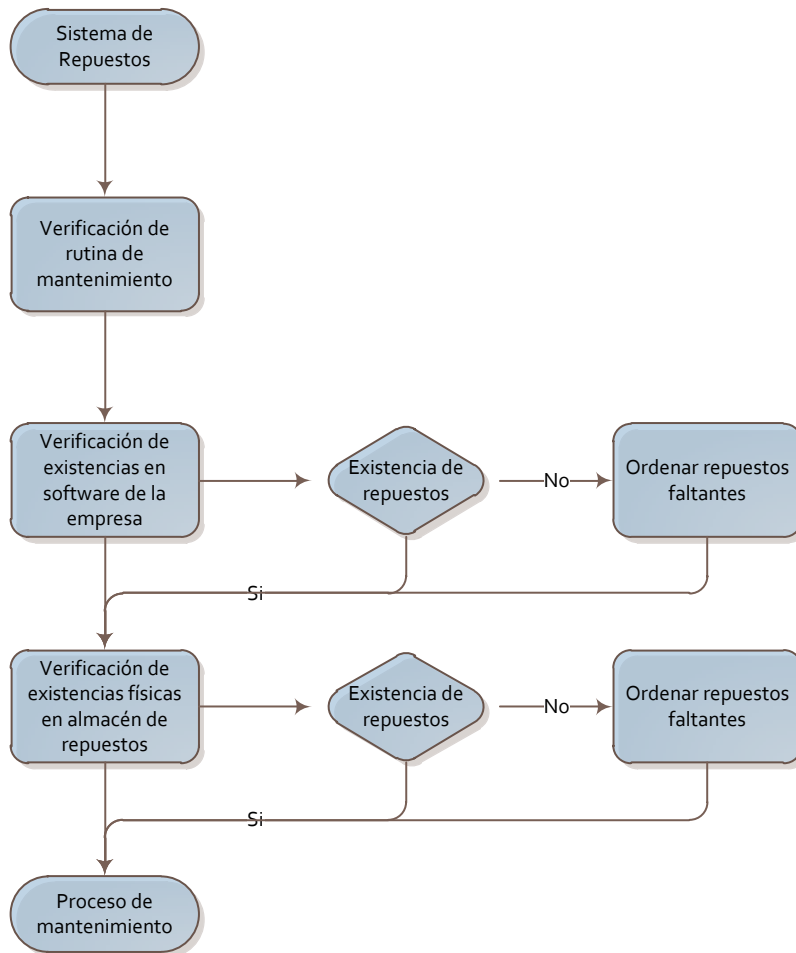 Sistema de
Repuestos
Verificación de
rutina de
mantenimiento
Verificación de
existencias en
software de la
empresa
Existencia de
repuestos
No
Ordenar repuestos
faltantes
Si
Verificación de
existencias físicas
en almacén de
repuestos
Existencia de
repuestos
No
Ordenar repuestos
faltantes
Si
Proceso de
mantenimiento